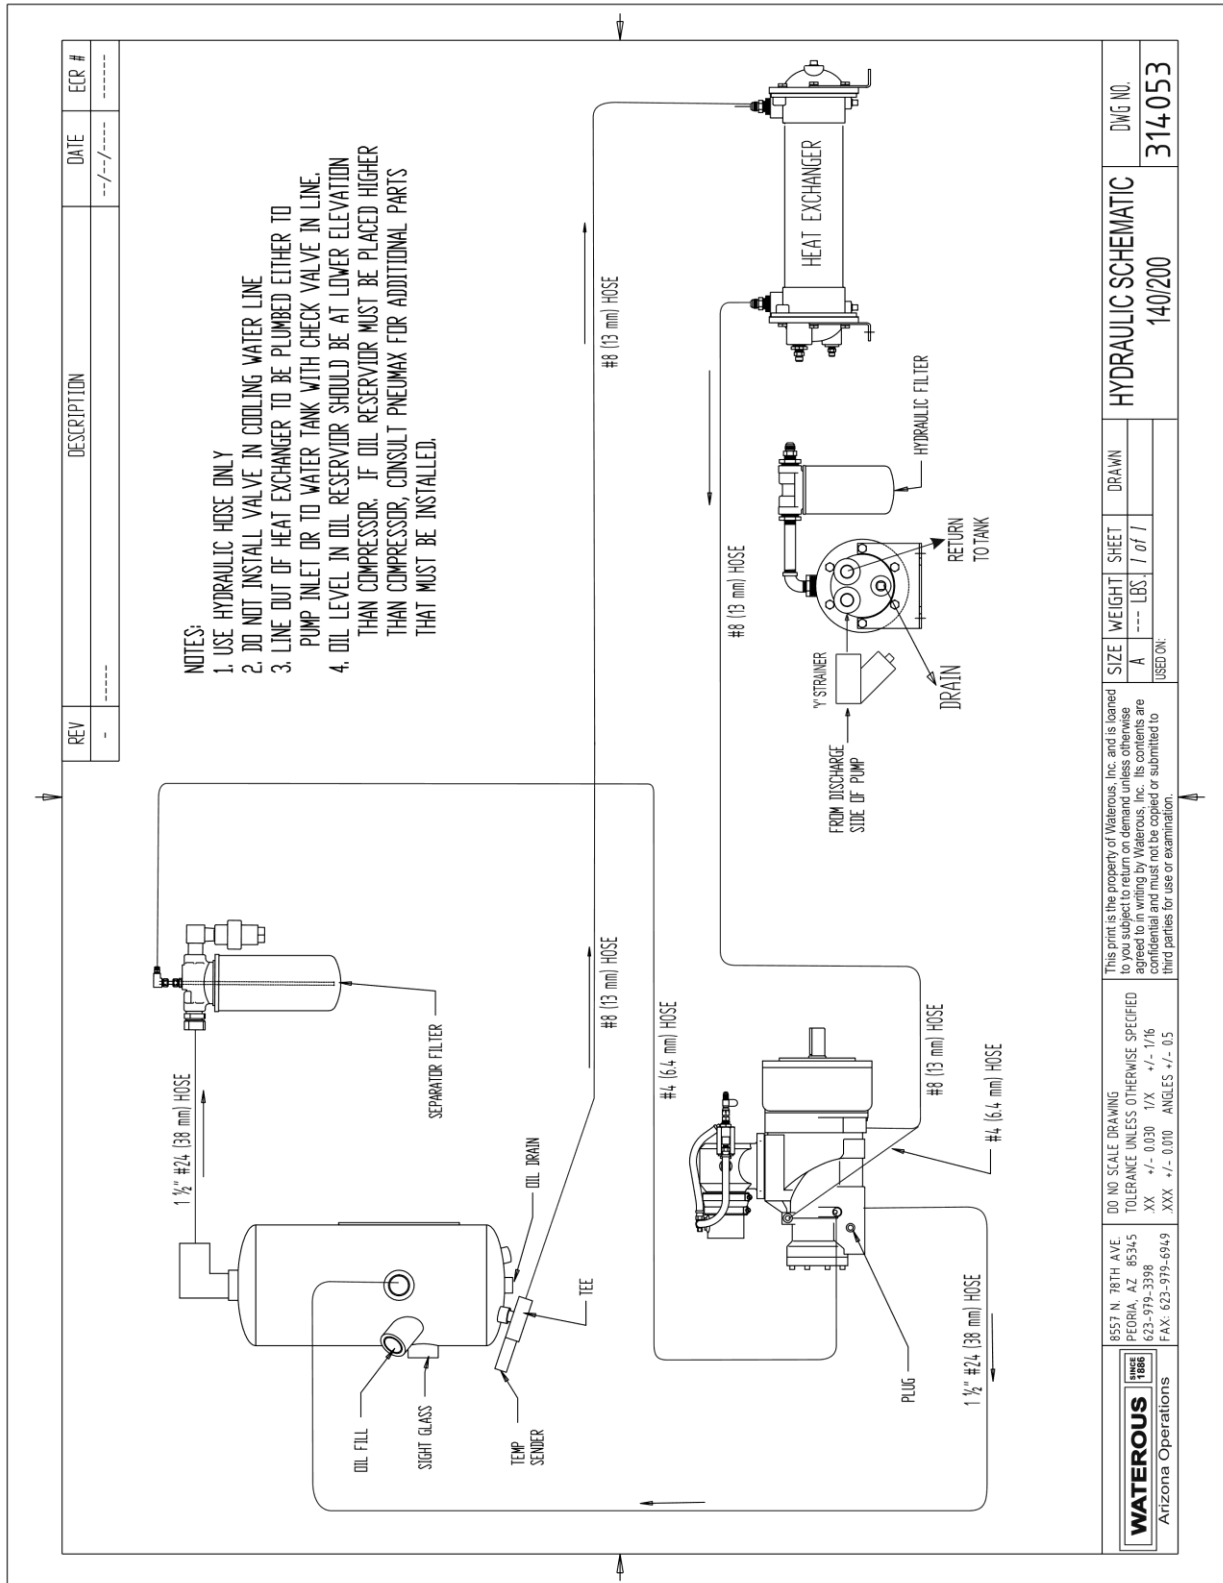 REV
DESCRIPTION
DATE
ECR #
-
-----
--/--/----
------
NOTES:
1. USE HYDRAULIC HOSE ONLY
2. DO NOT INSTALL VALVE IN COOLING WATER LINE
3. LINE OUT OF HEAT EXCHANGER TO BE PLUMBED EITHER TO
PUMP INLET OR TO WATER TANK WITH CHECK VALVE IN LINE.
4. OIL LEVEL IN OIL RESERVIOR SHOULD BE AT LOWER ELEVATION
THAN COMPRESSOR. IF OIL RESERVIOR MUST BE PLACED HIGHER
THAN COMPRESSOR, CONSULT PNEUMAX FOR ADDITIONAL PARTS
THAT MUST BE INSTALLED.
1 ½" #24 (38 mm) HOSE
SEPARATOR FILTER
OIL FILL
SIGHT GLASS
TEMP
SENDER
TEE
OIL DRAIN
#8 (13 mm) HOSE
#8 (13 mm) HOSE
#4 (6.4 mm) HOSE
HEAT EXCHANGER
#8 (13 mm) HOSE
HYDRAULIC FILTER
RETURN
TO TANK
'Y' STRAINER
DRAIN
FROM DISCHARGE
SIDE OF PUMP
#8 (13 mm) HOSE
#4 (6.4 mm) HOSE
PLUG
1 ½" #24 (38 mm) HOSE
WATEROUS
SINCE
1886
Arizona Operations
8557 N. 78TH AVE.
PEORIA, AZ 85345
623-979-3398
FAX: 623-979-6949
DO NO SCALE DRAWING
TOLERANCE UNLESS OTHERWISE SPECIFIED
.XX +/- 0.030 1/X +/- 1/16
.XXX +/- 0.010 ANGLES +/- 0.5
This print is the property of Waterous, Inc. and is loaned
to you subject to return on demand unless otherwise
agreed to in writing by Waterous, Inc. Its contents are
confidential and must not be copied or submitted to
third parties for use or examination.
SIZE
A
WEIGHT
--- LBS.
SHEET
1 of 1
DRAWN
USED ON:
HYDRAULIC SCHEMATIC
140/200
DWG NO.
314053